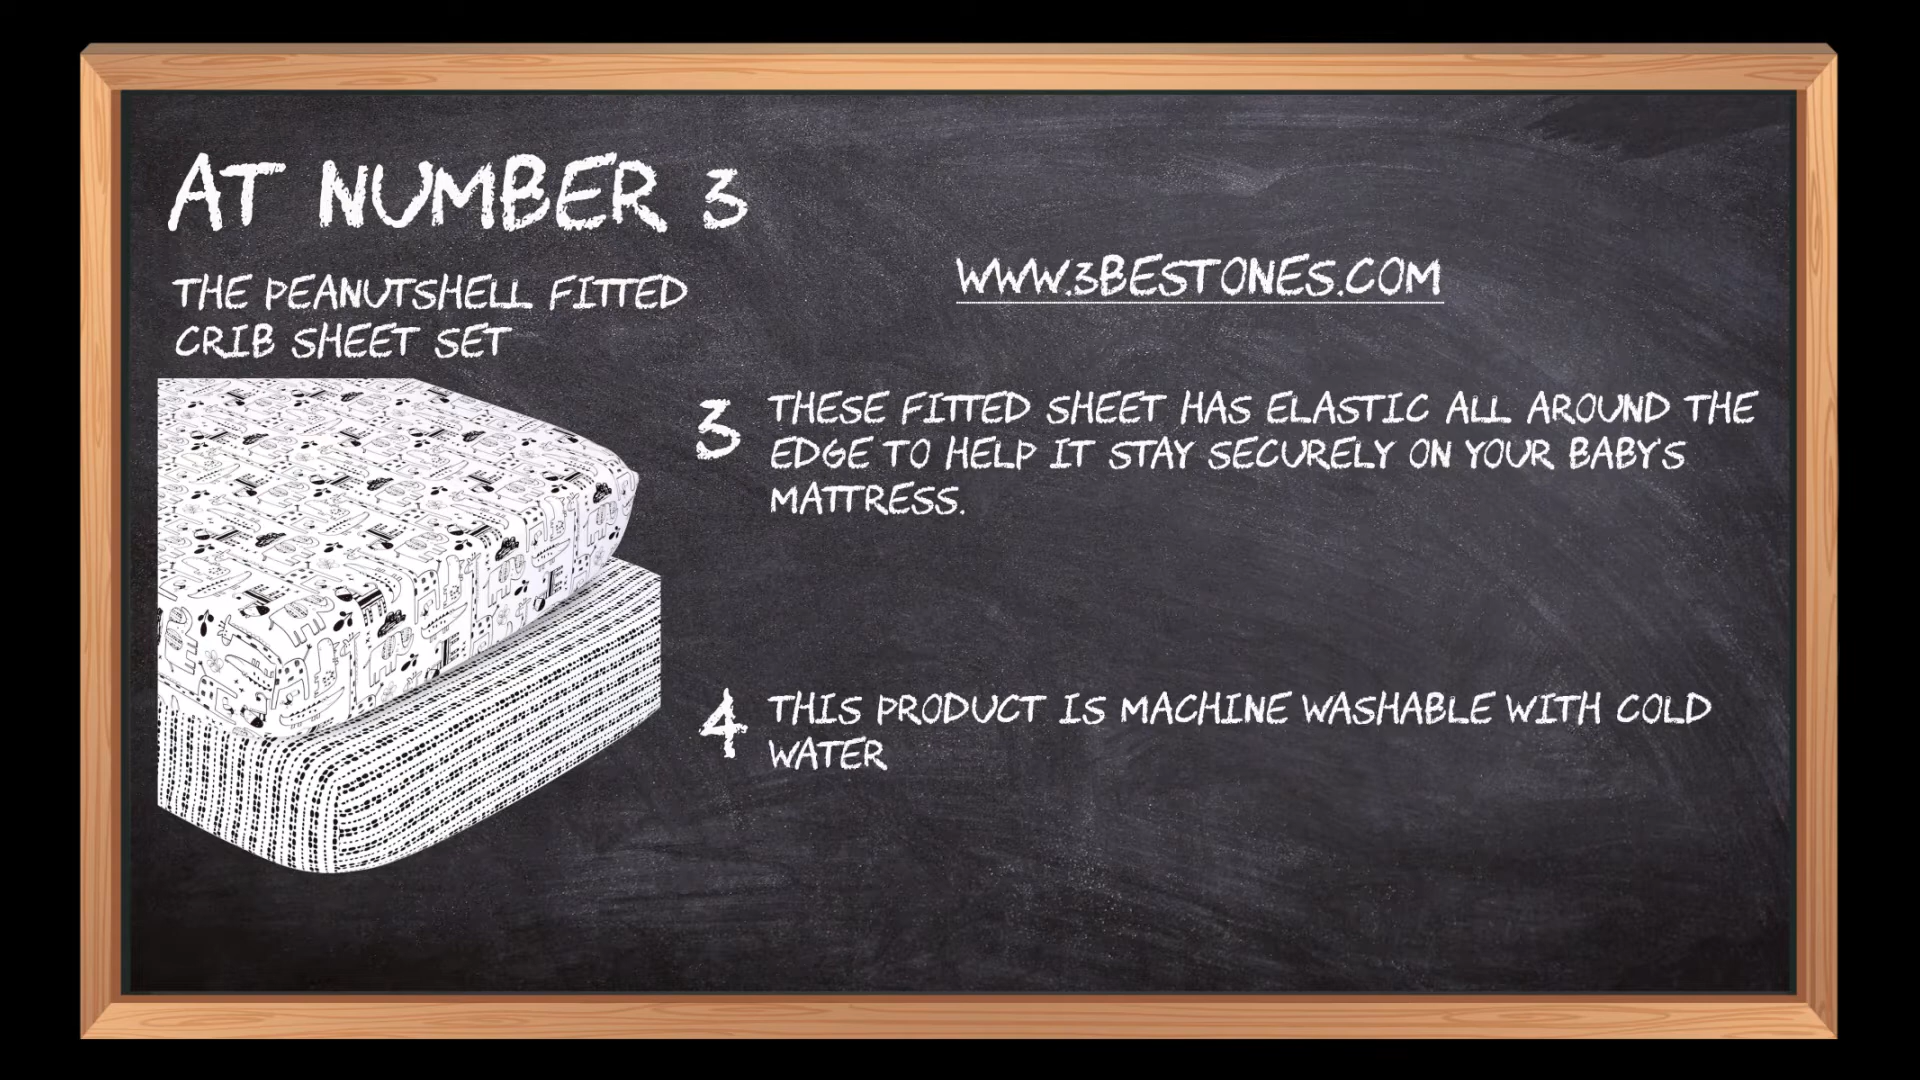 AT NUMBER 3
THE PEANUTSHELL FITTED
CRIB SHEET SET
WWW.3BESTONES.COM
3 THESE FITTED SHEET HAS ELASTIC ALL AROUND THE
EDGE TO HELP IT STAY SECURELY ON YOUR BABY'S
MATTRESS.
4 THIS PRODUCT IS MACHINE WASHABLE WITH COLD
WATER